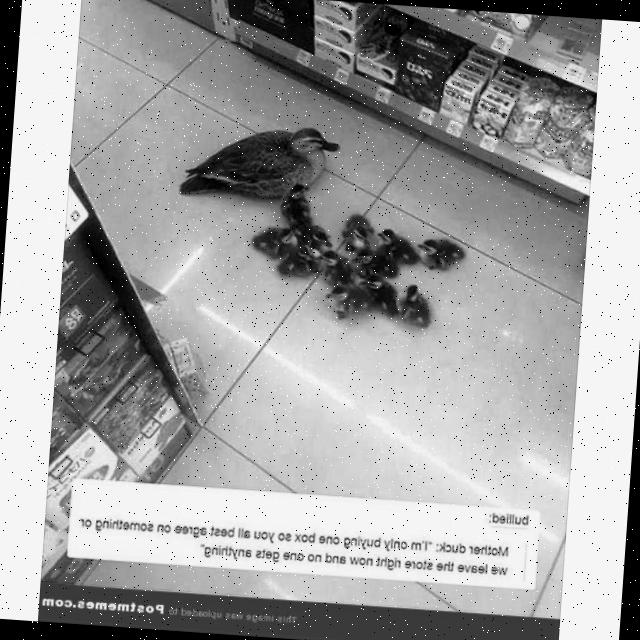 bullied:
Mother duck: "I'm only buying one box so you all best agree on something or
we leave the store right now and no one gets anything"
This image was uploaded to Postmemes.com